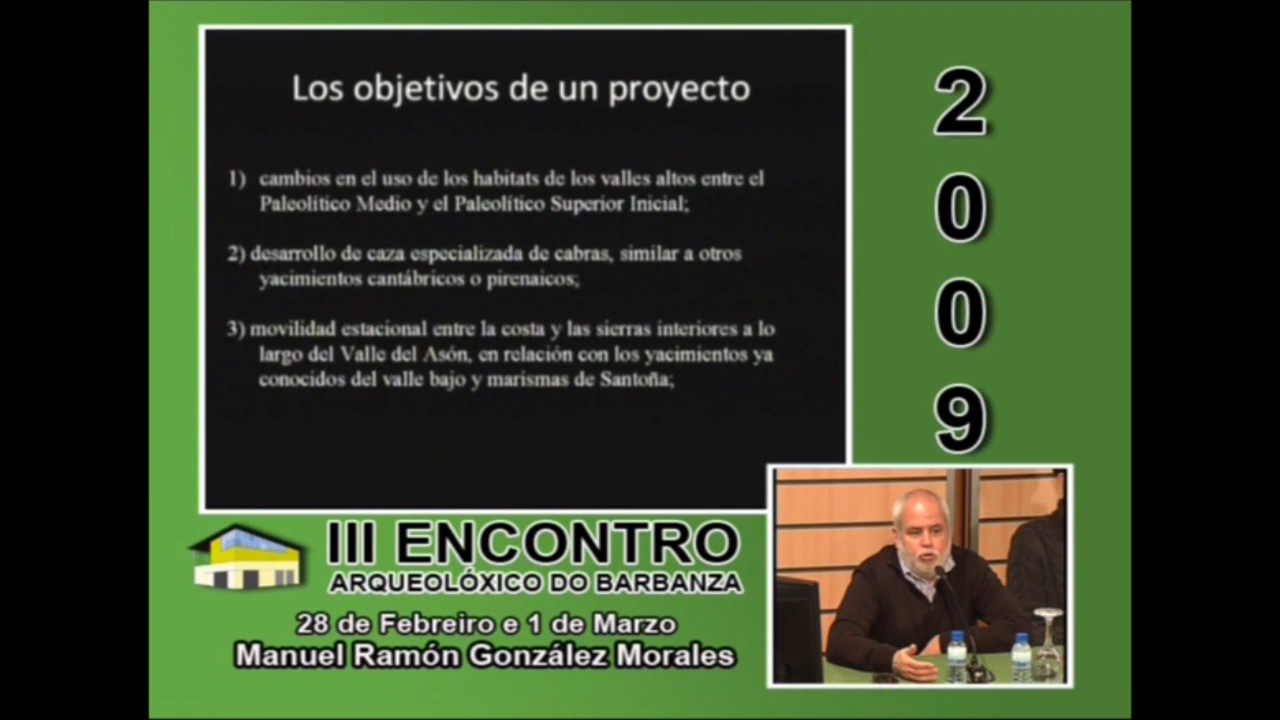 Los objetivos de un proyecto
1) cambios en el uso de los habitats de los valles altos entre el
Paleolítico Medio y el Paleolítico Superior Inicial;
2) desarrollo de caza especializada de cabras, similar a otros
yacimientos cantábricos o pirenaicos;
3) movilidad estacional entre la costa y las sierras interiores a lo
largo del Valle del Asón, en relación con los yacimientos ya
conocidos del valle bajo y marismas de Santoña;
2
0
0
9
III ENCONTRO
ARQUEOLÓXICO DO BARBANZA
28 de Febreiro e 1 de Marzo
Manuel Ramón González Morales